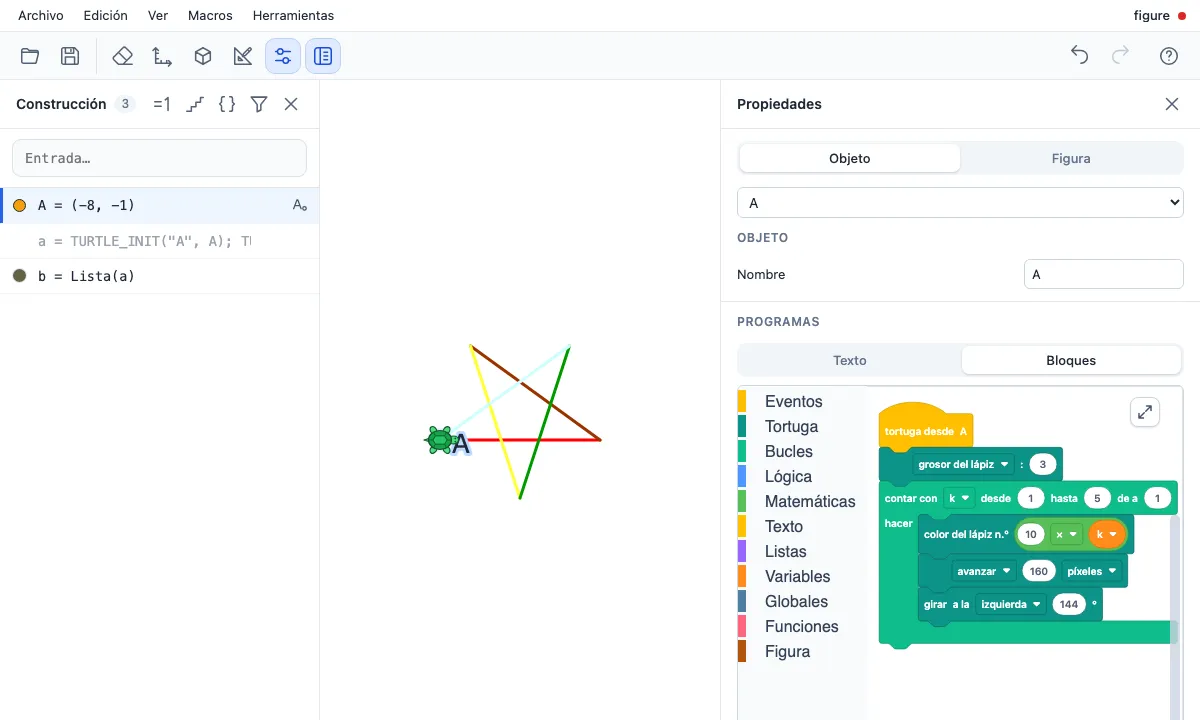 Archivo Edición Ver Macros Herramientas figure
Construcción 3 =1 {}
Entrada…
A = (-8, -1)
a = TURTLE_INIT("A", A);
b = Lista(a)
A
Propiedades
Objeto Figura
A
OBJETO
Nombre A
PROGRAMAS
Texto Bloques
Eventos
Tortuga
Bucles
Lógica
Matemáticas
Texto
Listas
Variables
Globales
Funciones
Figura
tortuga desde A
grosor del lápiz : 3
contar con k desde 1 hasta 5 de a 1
hacer
color del lápiz n.° 10 × k
avanzar 160 píxeles
girar a la izquierda 144 °